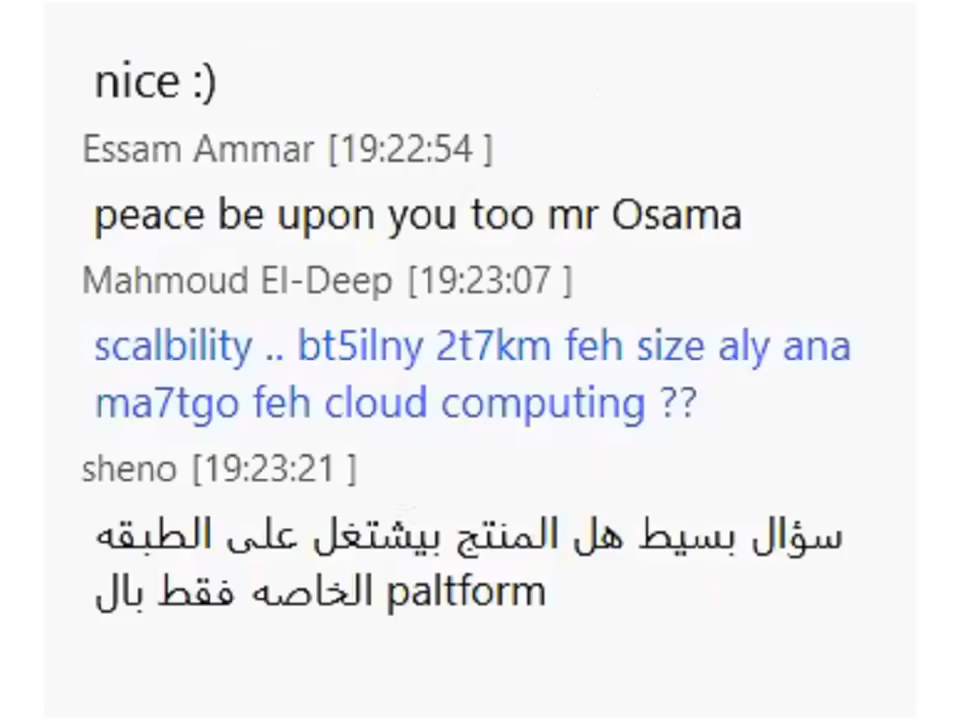 nice :)
Essam Ammar [19:22:54 ]
peace be upon you too mr Osama
Mahmoud El-Deep [19:23:07 ]
scalbility .. bt5ilny 2t7km feh size aly ana
ma7tgo feh cloud computing ??
sheno [19:23:21 ]
سؤال بسيط هل المنتج بيشتغل على الطبقه
الخاصه فقط بال paltform